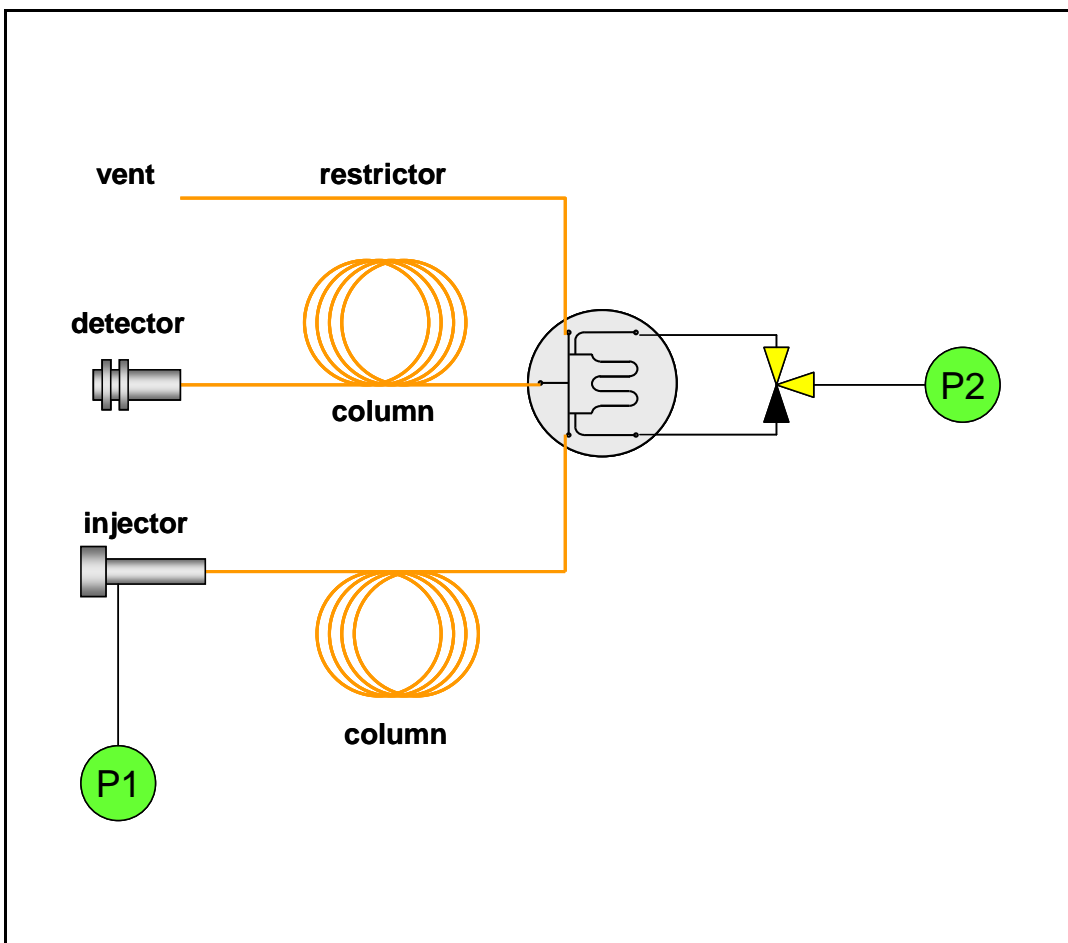 vent
restrictor
detector
column
P2
injector
column
P1